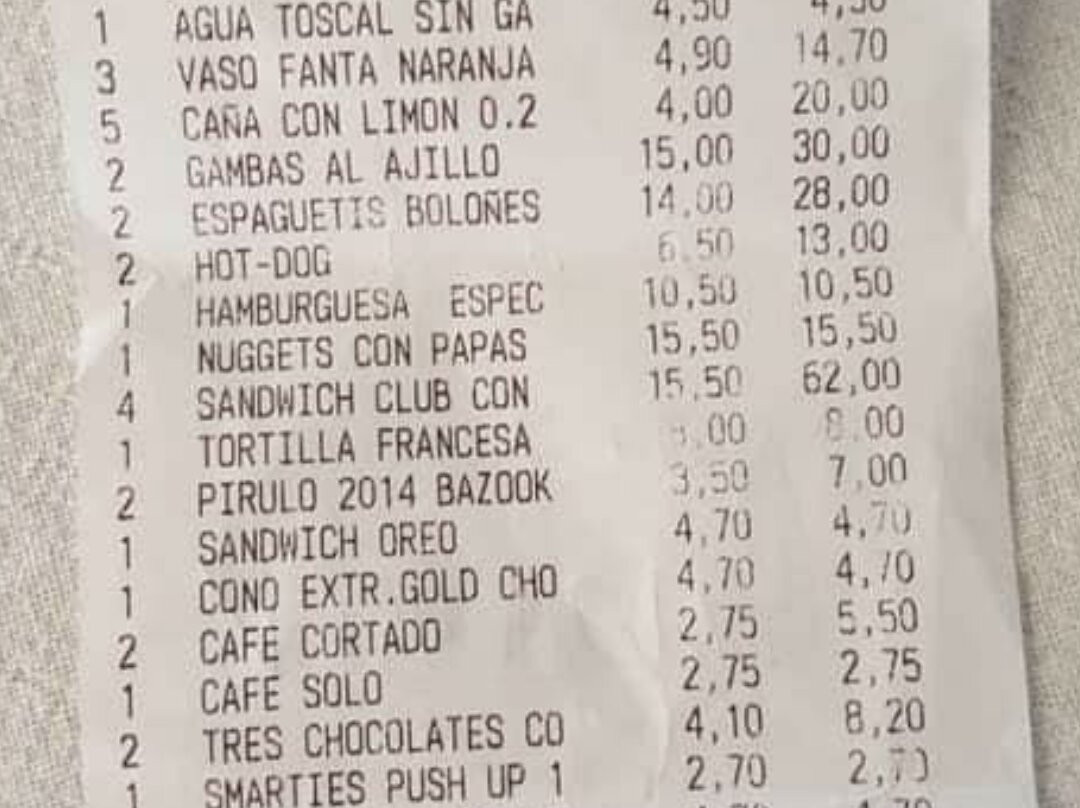 1 AGUA TOSCAL SIN GA 4,50 4,50
3 VASO FANTA NARANJA 4,90 14,70
5 CAÑA CON LIMON 0.2 4,00 20,00
2 GAMBAS AL AJILLO 15,00 30,00
2 ESPAGUETIS BOLOÑES 14,00 28,00
2 HOT-DOG 6,50 13,00
1 HAMBURGUESA ESPEC 10,50 10,50
1 NUGGETS CON PAPAS 15,50 15,50
4 SANDWICH CLUB CON 15,50 62,00
1 TORTILLA FRANCESA 8,00
2 PIRULO 2014 BAZOOK 3,50 7,00
1 SANDWICH OREO 4,70 4,70
1 CONO EXTR.GOLD CHO 4,70 4,70
2 CAFE CORTADO 2,75 5,50
1 CAFE SOLO 2,75 2,75
2 TRES CHOCOLATES CO 4,10 8,20
1 SMARTIES PUSH UP 1 2,70 2,70